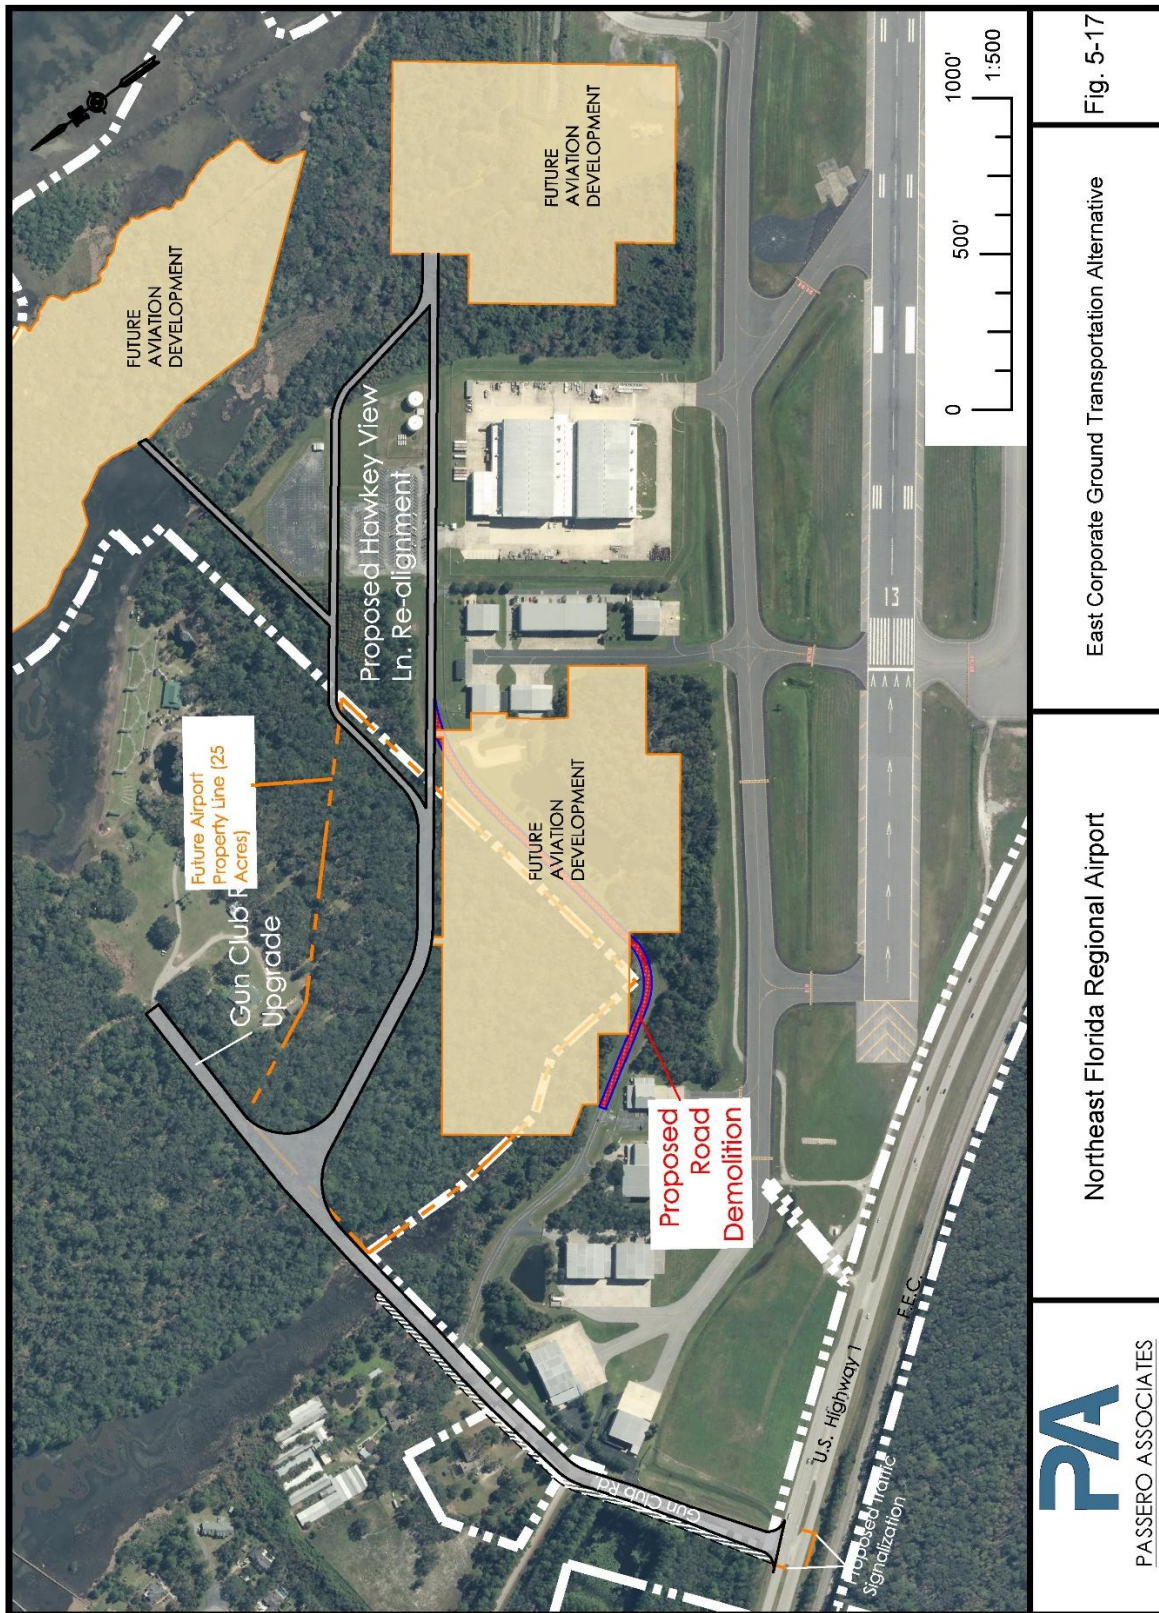 FUTURE
AVIATION
DEVELOPMENT
FUTURE
AVIATION
DEVELOPMENT
Proposed Hawkey View
Ln. Re-alignment
Future Airport
Property Line (25
Acres)
Gun Club R
Upgrade
FUTURE
AVIATION
DEVELOPMENT
Proposed
Road
Demolition
13
Gun Club Rd
U.S. Highway 1
F.E.C.
Proposed Traffic
Signalization
0
500'
1000'
1:500
PA
PASSERO ASSOCIATES
Northeast Florida Regional Airport
East Corporate Ground Transportation Alternative
Fig. 5-17